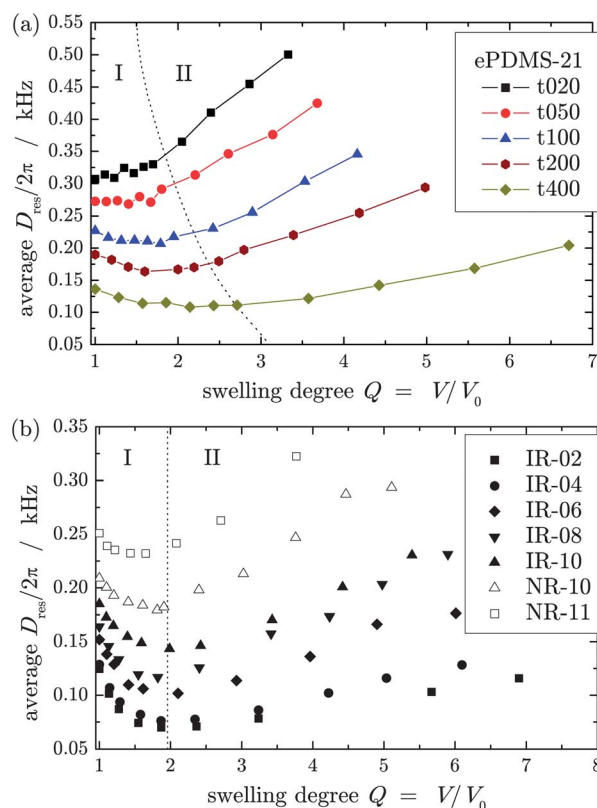 (a)
0.55
0.50
0.45
0.40
0.35
0.30
0.25
0.20
0.15
0.10
0.05
average D_res/2π / kHz
I
II
ePDMS-21
t020
t050
t100
t200
t400
1 2 3 4 5 6 7
swelling degree Q = V/V_0
(b)
0.35
0.30
0.25
0.20
0.15
0.10
0.05
average D_res/2π / kHz
I
II
IR-02
IR-04
IR-06
IR-08
IR-10
NR-10
NR-11
1 2 3 4 5 6 7 8
swelling degree Q = V/V_0